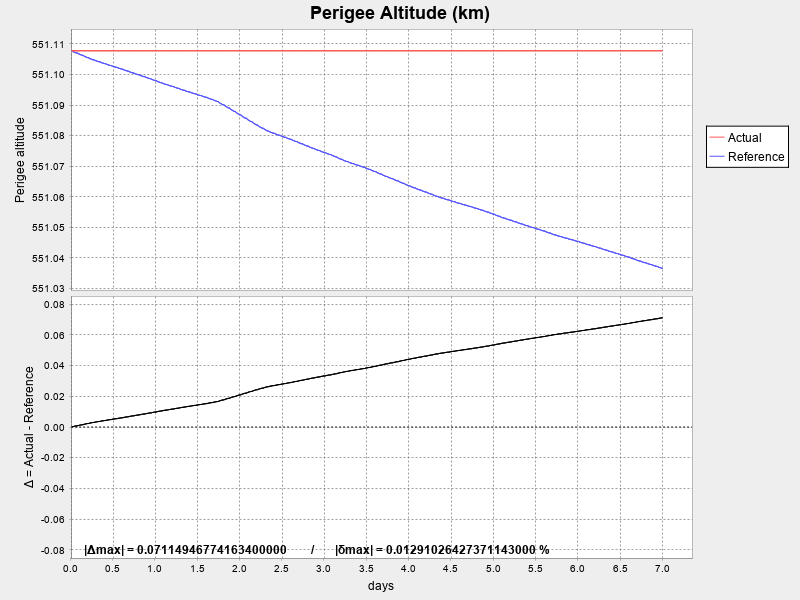 Perigee Altitude (km)
551.11
551.10
551.09
551.08
551.07
551.06
551.05
551.04
551.03
Perigee altitude
Actual
Reference
0.08
0.06
0.04
0.02
0.00
-0.02
-0.04
-0.06
-0.08
Δ = Actual - Reference
|Δmax| = 0.07114946774163400000 / |δmax| = 0.01291026427371143000 %
0.0 0.5 1.0 1.5 2.0 2.5 3.0 3.5 4.0 4.5 5.0 5.5 6.0 6.5 7.0
days